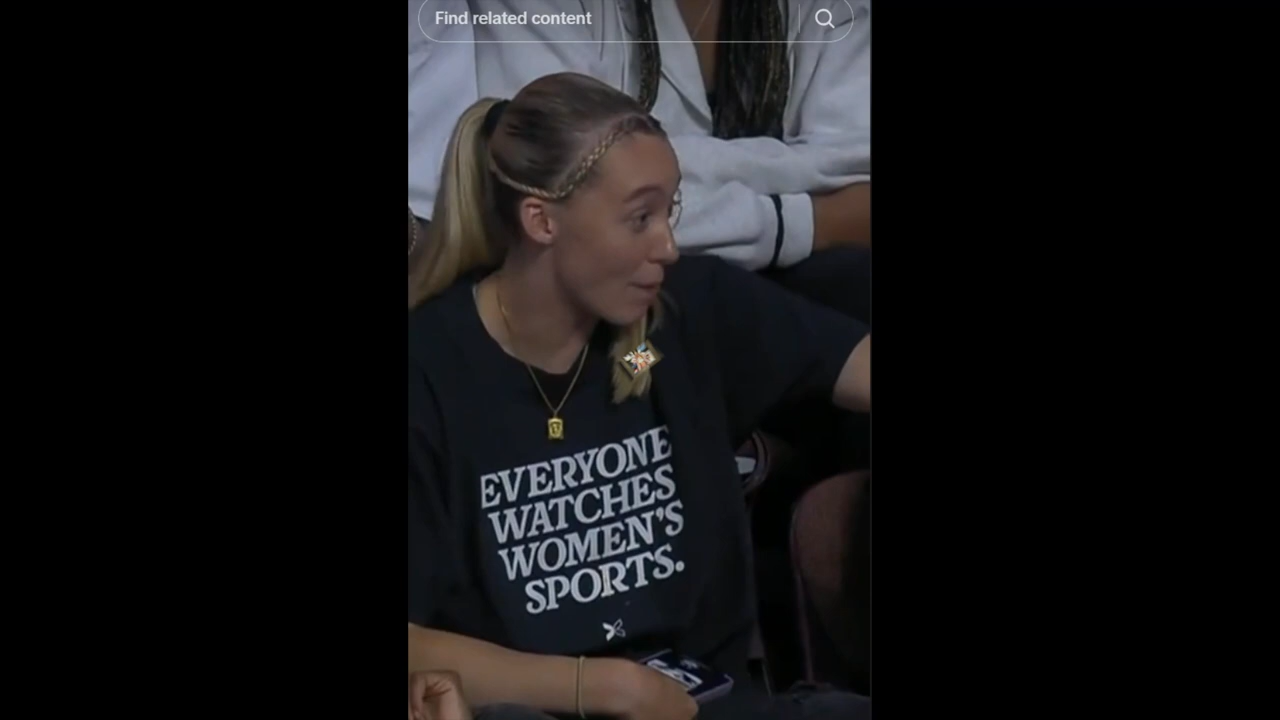 Find related content
EVERYONE
WATCHES
WOMEN'S
SPORTS.